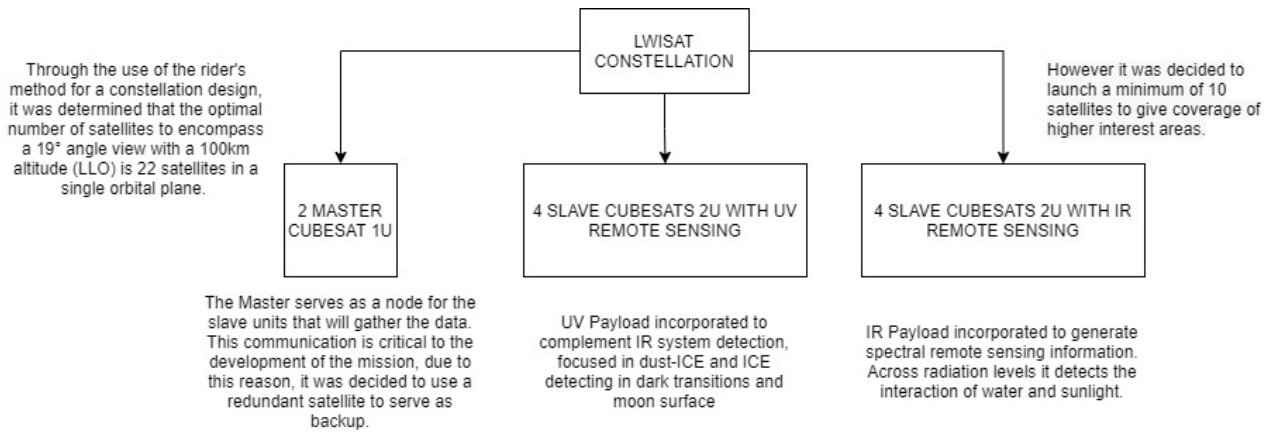 LWISAT
CONSTELLATION
Through the use of the rider's
method for a constellation design,
it was determined that the optimal
number of satellites to encompass
a 19° angle view with a 100km
altitude (LLO) is 22 satellites in a
single orbital plane.
However it was decided to
launch a minimum of 10
satellites to give coverage of
higher interest areas.
2 MASTER
CUBESAT 1U
4 SLAVE CUBESATS 2U WITH UV
REMOTE SENSING
4 SLAVE CUBESATS 2U WITH IR
REMOTE SENSING
The Master serves as a node for the
slave units that will gather the data.
This communication is critical to the
development of the mission, due to
this reason, it was decided to use a
redundant satellite to serve as
backup.
UV Payload incorporated to
complement IR system detection,
focused in dust-ICE and ICE
detecting in dark transitions and
moon surface
IR Payload incorporated to generate
spectral remote sensing information.
Across radiation levels it detects the
interaction of water and sunlight.